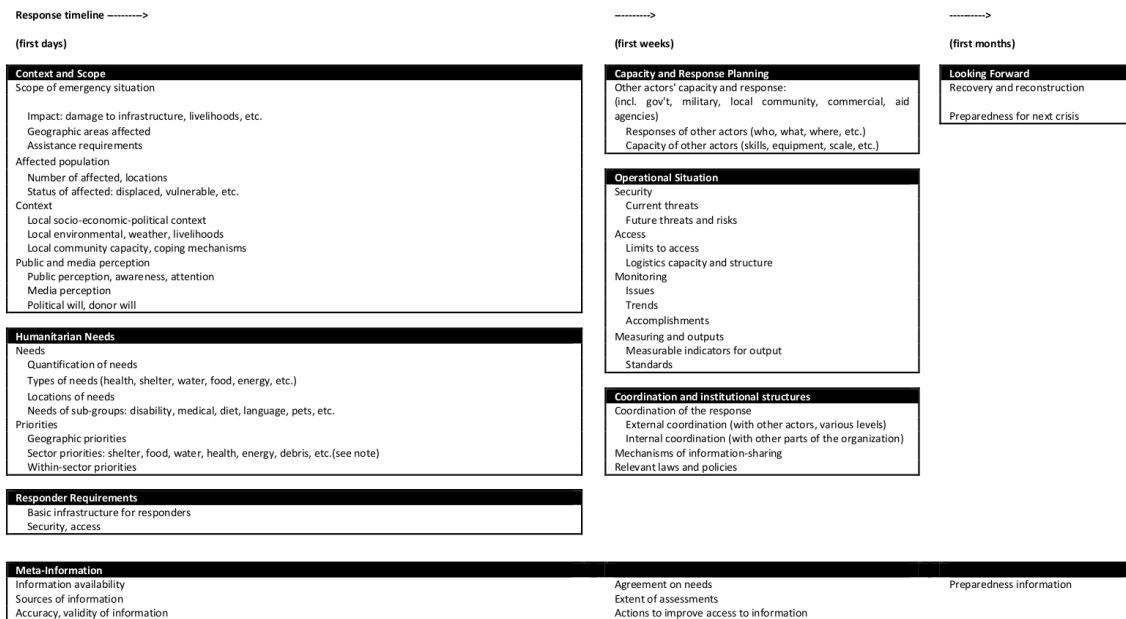 Response timeline ---------->
(first days)
Context and Scope
Scope of emergency situation
Impact: damage to infrastructure, livelihoods, etc.
Geographic areas affected
Assistance requirements
Affected population
Number of affected, locations
Status of affected: displaced, vulnerable, etc.
Context
Local socio-economic-political context
Local environmental, weather, livelihoods
Local community capacity, coping mechanisms
Public and media perception
Public perception, awareness, attention
Media perception
Political will, donor will
Humanitarian Needs
Needs
Quantification of needs
Types of needs (health, shelter, water, food, energy, etc.)
Locations of needs
Needs of sub-groups: disability, medical, diet, language, pets, etc.
Priorities
Geographic priorities
Sector priorities: shelter, food, water, health, energy, debris, etc.(see note)
Within-sector priorities
Responder Requirements
Basic infrastructure for responders
Security, access
---------->
(first weeks)
Capacity and Response Planning
Other actors' capacity and response:
(incl. gov't, military, local community, commercial, aid
agencies)
Responses of other actors (who, what, where, etc.)
Capacity of other actors (skills, equipment, scale, etc.)
Operational Situation
Security
Current threats
Future threats and risks
Access
Limits to access
Logistics capacity and structure
Monitoring
Issues
Trends
Accomplishments
Measuring and outputs
Measurable indicators for output
Standards
Coordination and institutional structures
Coordination of the response
External coordination (with other actors, various levels)
Internal coordination (with other parts of the organization)
Mechanisms of information-sharing
Relevant laws and policies
---------->
(first months)
Looking Forward
Recovery and reconstruction
Preparedness for next crisis
Meta-Information
Information availability
Sources of information
Accuracy, validity of information
Agreement on needs
Extent of assessments
Actions to improve access to information
Preparedness information